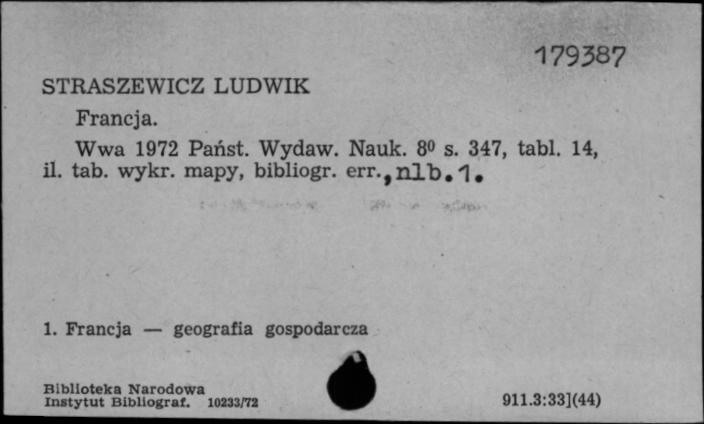 179387
STRASZEWICZ LUDWIK
Francja.
Wwa 1972 Państ. Wydaw. Nauk. 8⁰ s. 347, tabl. 14,
il. tab. wykr. mapy, bibliogr. err.,nlb.1.
1. Francja — geografia gospodarcza
Biblioteka Narodowa
Instytut Bibliograf. 10233/72
911.3:33](44)